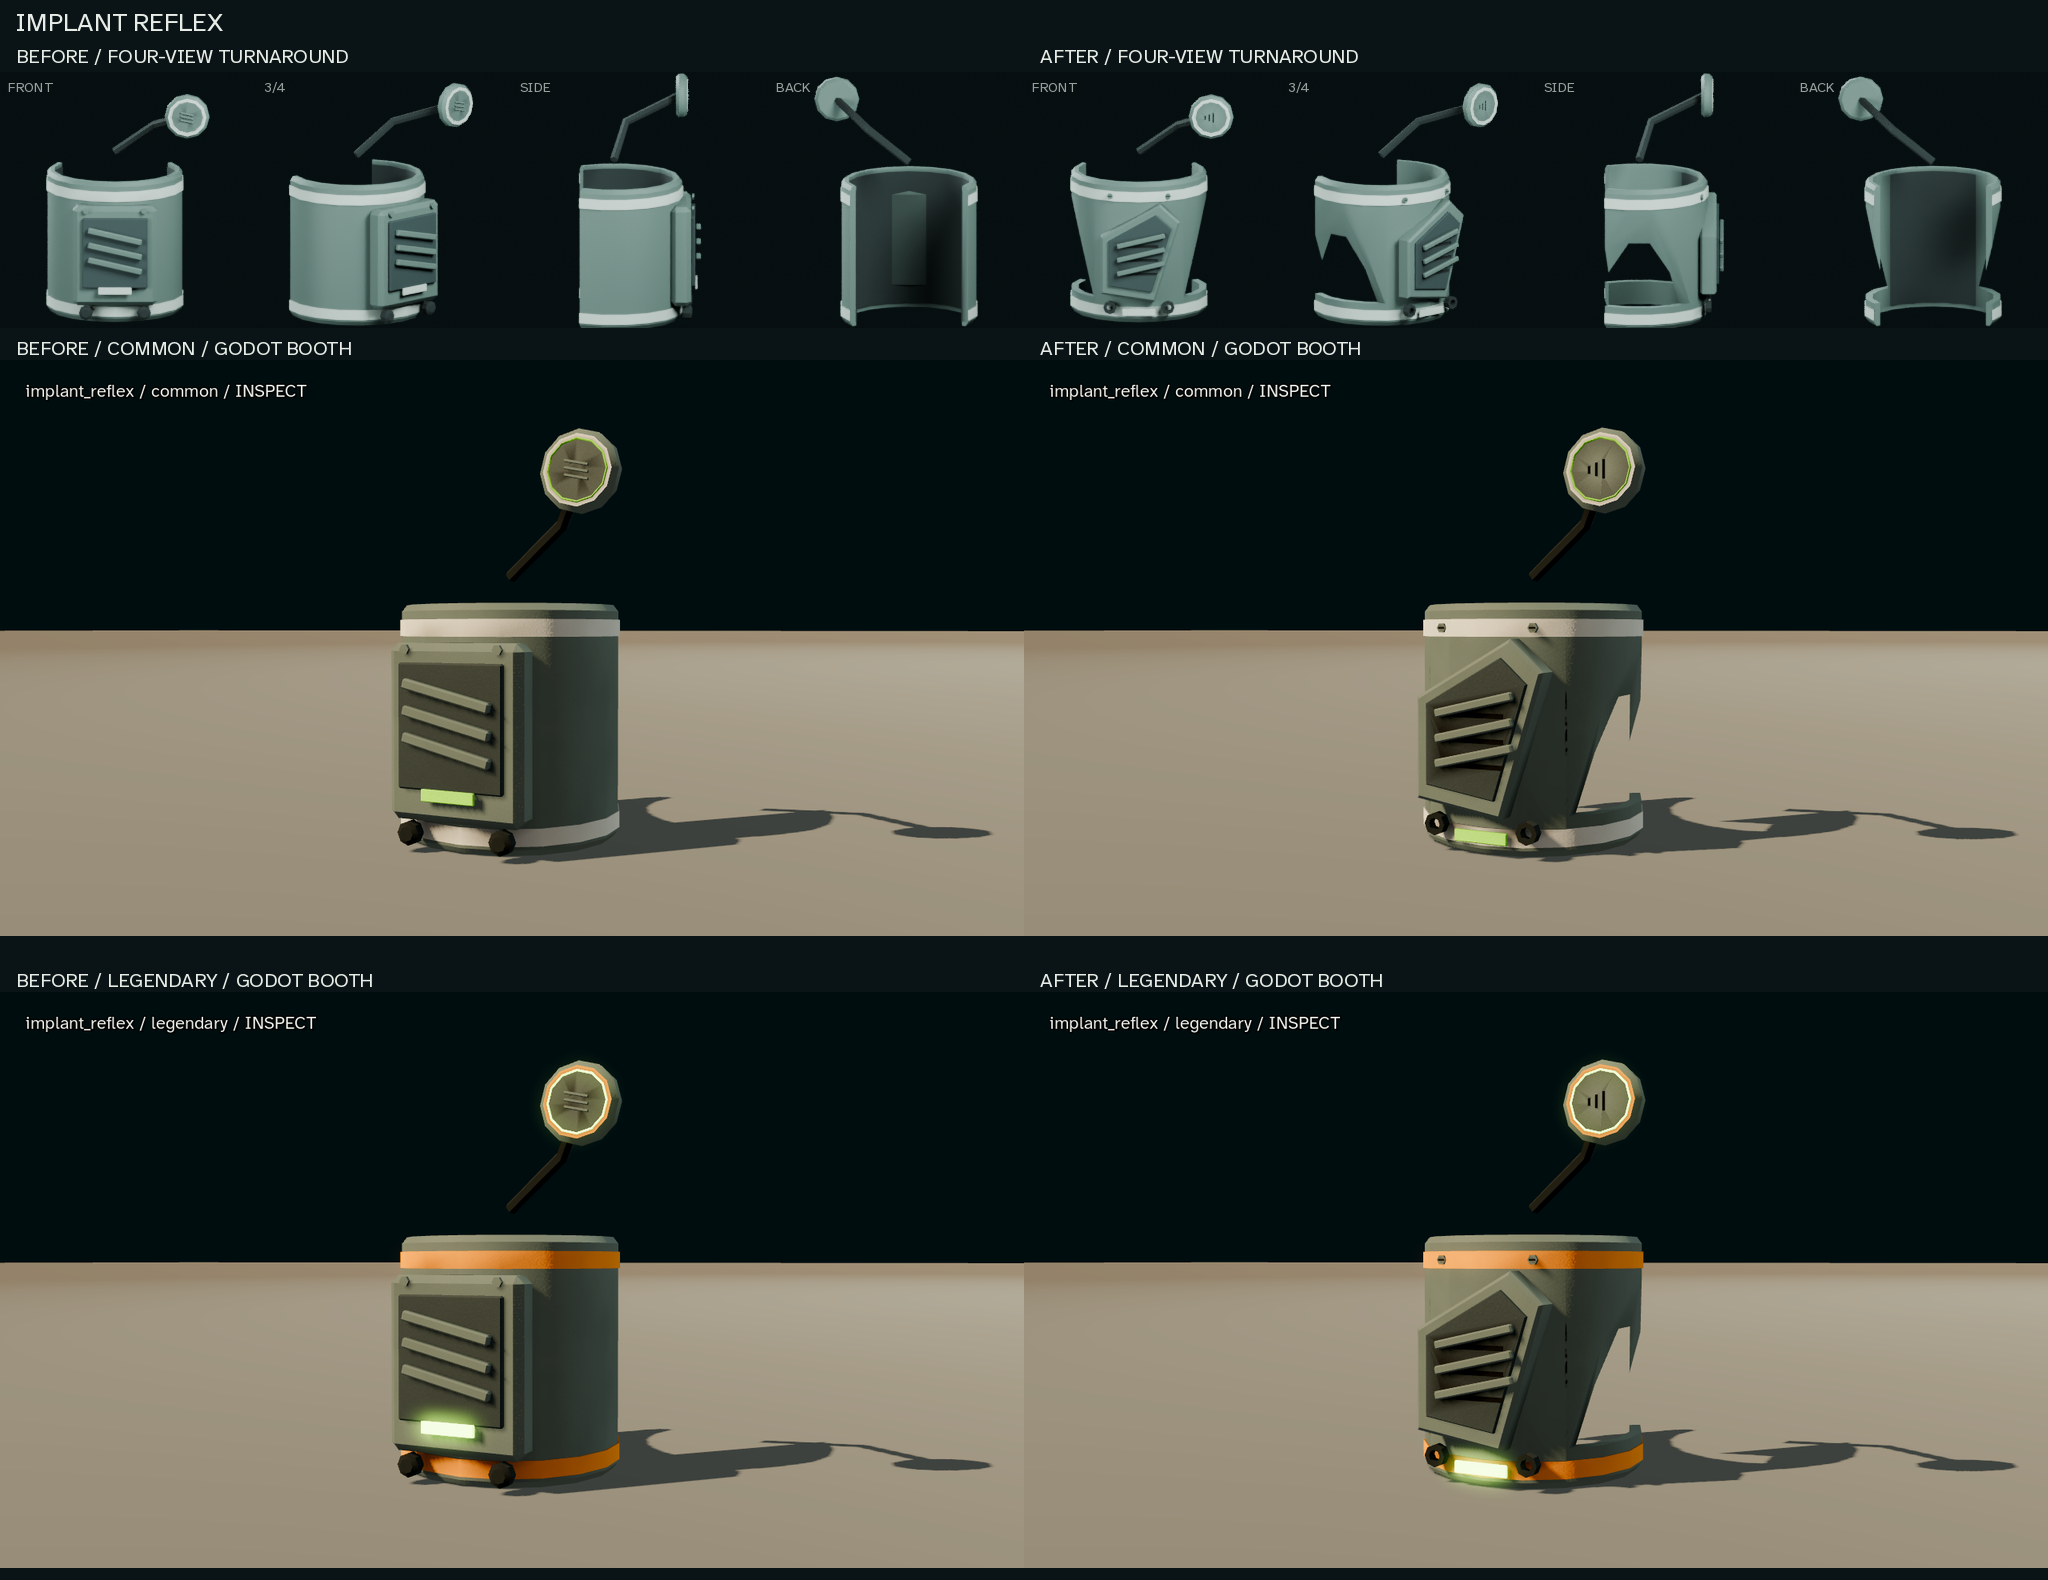 IMPLANT REFLEX
BEFORE / FOUR-VIEW TURNAROUND
AFTER / FOUR-VIEW TURNAROUND
FRONT
3/4
SIDE
BACK
FRONT
3/4
SIDE
BACK
BEFORE / COMMON / GODOT BOOTH
AFTER / COMMON / GODOT BOOTH
implant_reflex / common / INSPECT
implant_reflex / common / INSPECT
BEFORE / LEGENDARY / GODOT BOOTH
AFTER / LEGENDARY / GODOT BOOTH
implant_reflex / legendary / INSPECT
implant_reflex / legendary / INSPECT